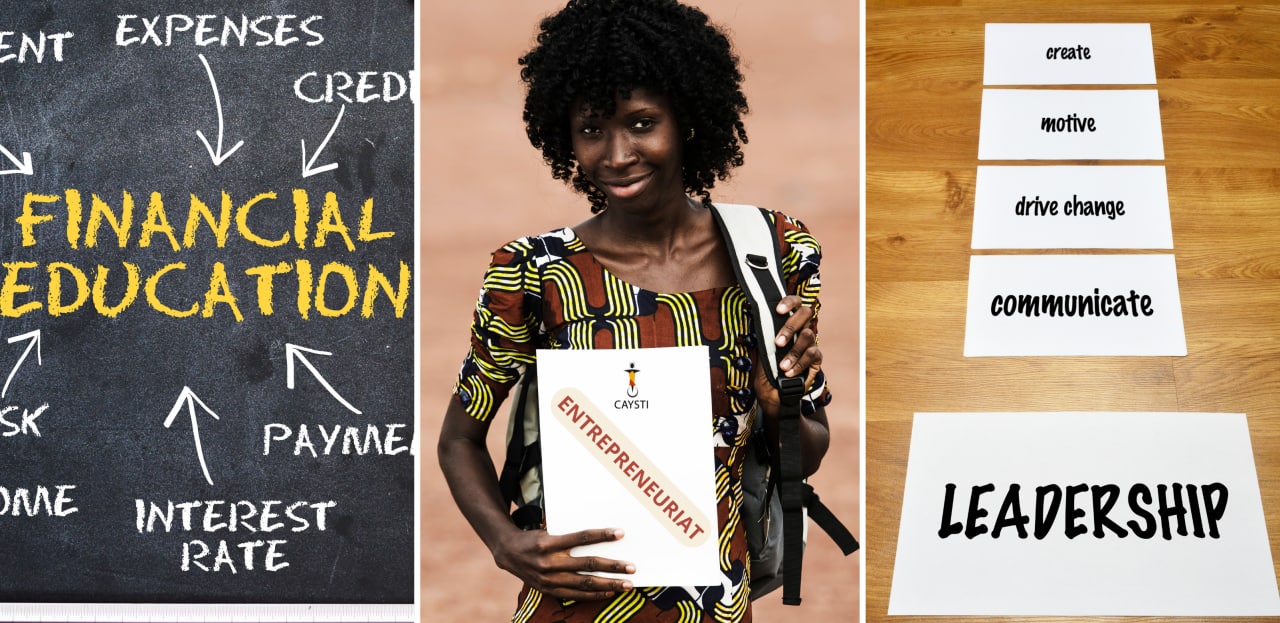 ENT
EXPENSES
CREDI
FINANCIAL
EDUCATION
SK
PAYME
OME
INTEREST
RATE
CAYSTI
ENTREPRENEURIAT
create
motive
drive change
communicate
LEADERSHIP